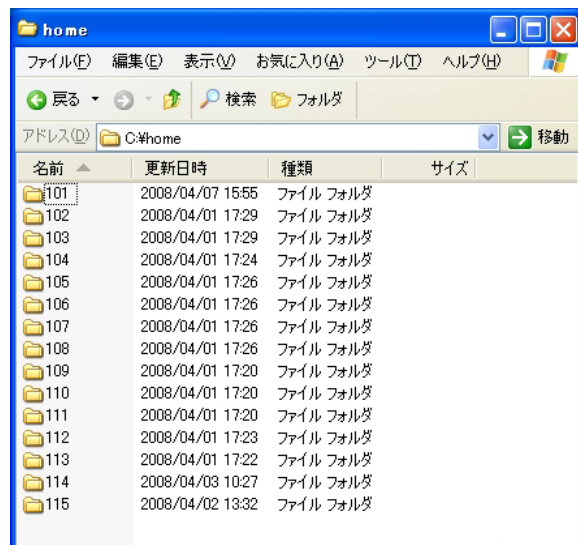 home
ファイル(F) 編集(E) 表示(V) お気に入り(A) ツール(T) ヘルプ(H)
戻る 検索 フォルダ
アドレス(D) C:¥home 移動
名前 更新日時 種類 サイズ
101 2008/04/07 15:55 ファイル フォルダ
102 2008/04/01 17:29 ファイル フォルダ
103 2008/04/01 17:29 ファイル フォルダ
104 2008/04/01 17:24 ファイル フォルダ
105 2008/04/01 17:26 ファイル フォルダ
106 2008/04/01 17:26 ファイル フォルダ
107 2008/04/01 17:26 ファイル フォルダ
108 2008/04/01 17:26 ファイル フォルダ
109 2008/04/01 17:20 ファイル フォルダ
110 2008/04/01 17:20 ファイル フォルダ
111 2008/04/01 17:20 ファイル フォルダ
112 2008/04/01 17:23 ファイル フォルダ
113 2008/04/01 17:22 ファイル フォルダ
114 2008/04/03 10:27 ファイル フォルダ
115 2008/04/02 13:32 ファイル フォルダ